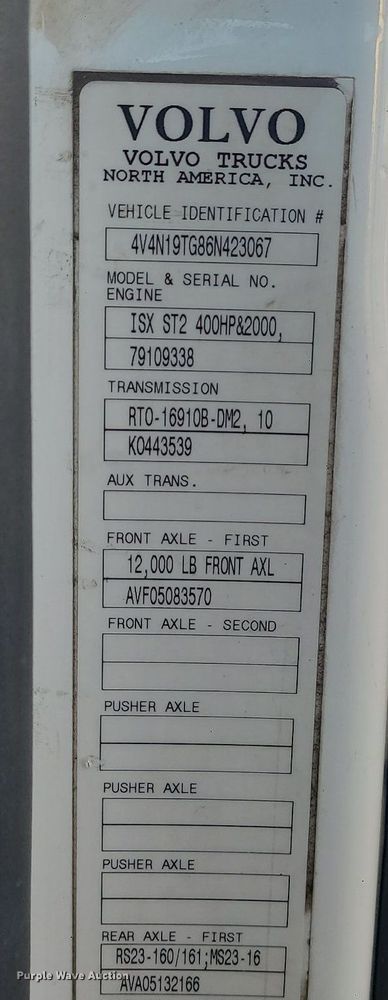 VOLVO
VOLVO TRUCKS
NORTH AMERICA, INC.
VEHICLE IDENTIFICATION #
4V4N19TG86N423067
MODEL & SERIAL NO.
ENGINE
ISX ST2 400HP&2000,
79109338
TRANSMISSION
RTO-16910B-DM2, 10
K0443539
AUX TRANS.
FRONT AXLE - FIRST
12,000 LB FRONT AXL
AVF05083570
FRONT AXLE - SECOND
PUSHER AXLE
PUSHER AXLE
PUSHER AXLE
REAR AXLE - FIRST
RS23-160/161;MS23-16
AVA05132166
Purple Wave Auction